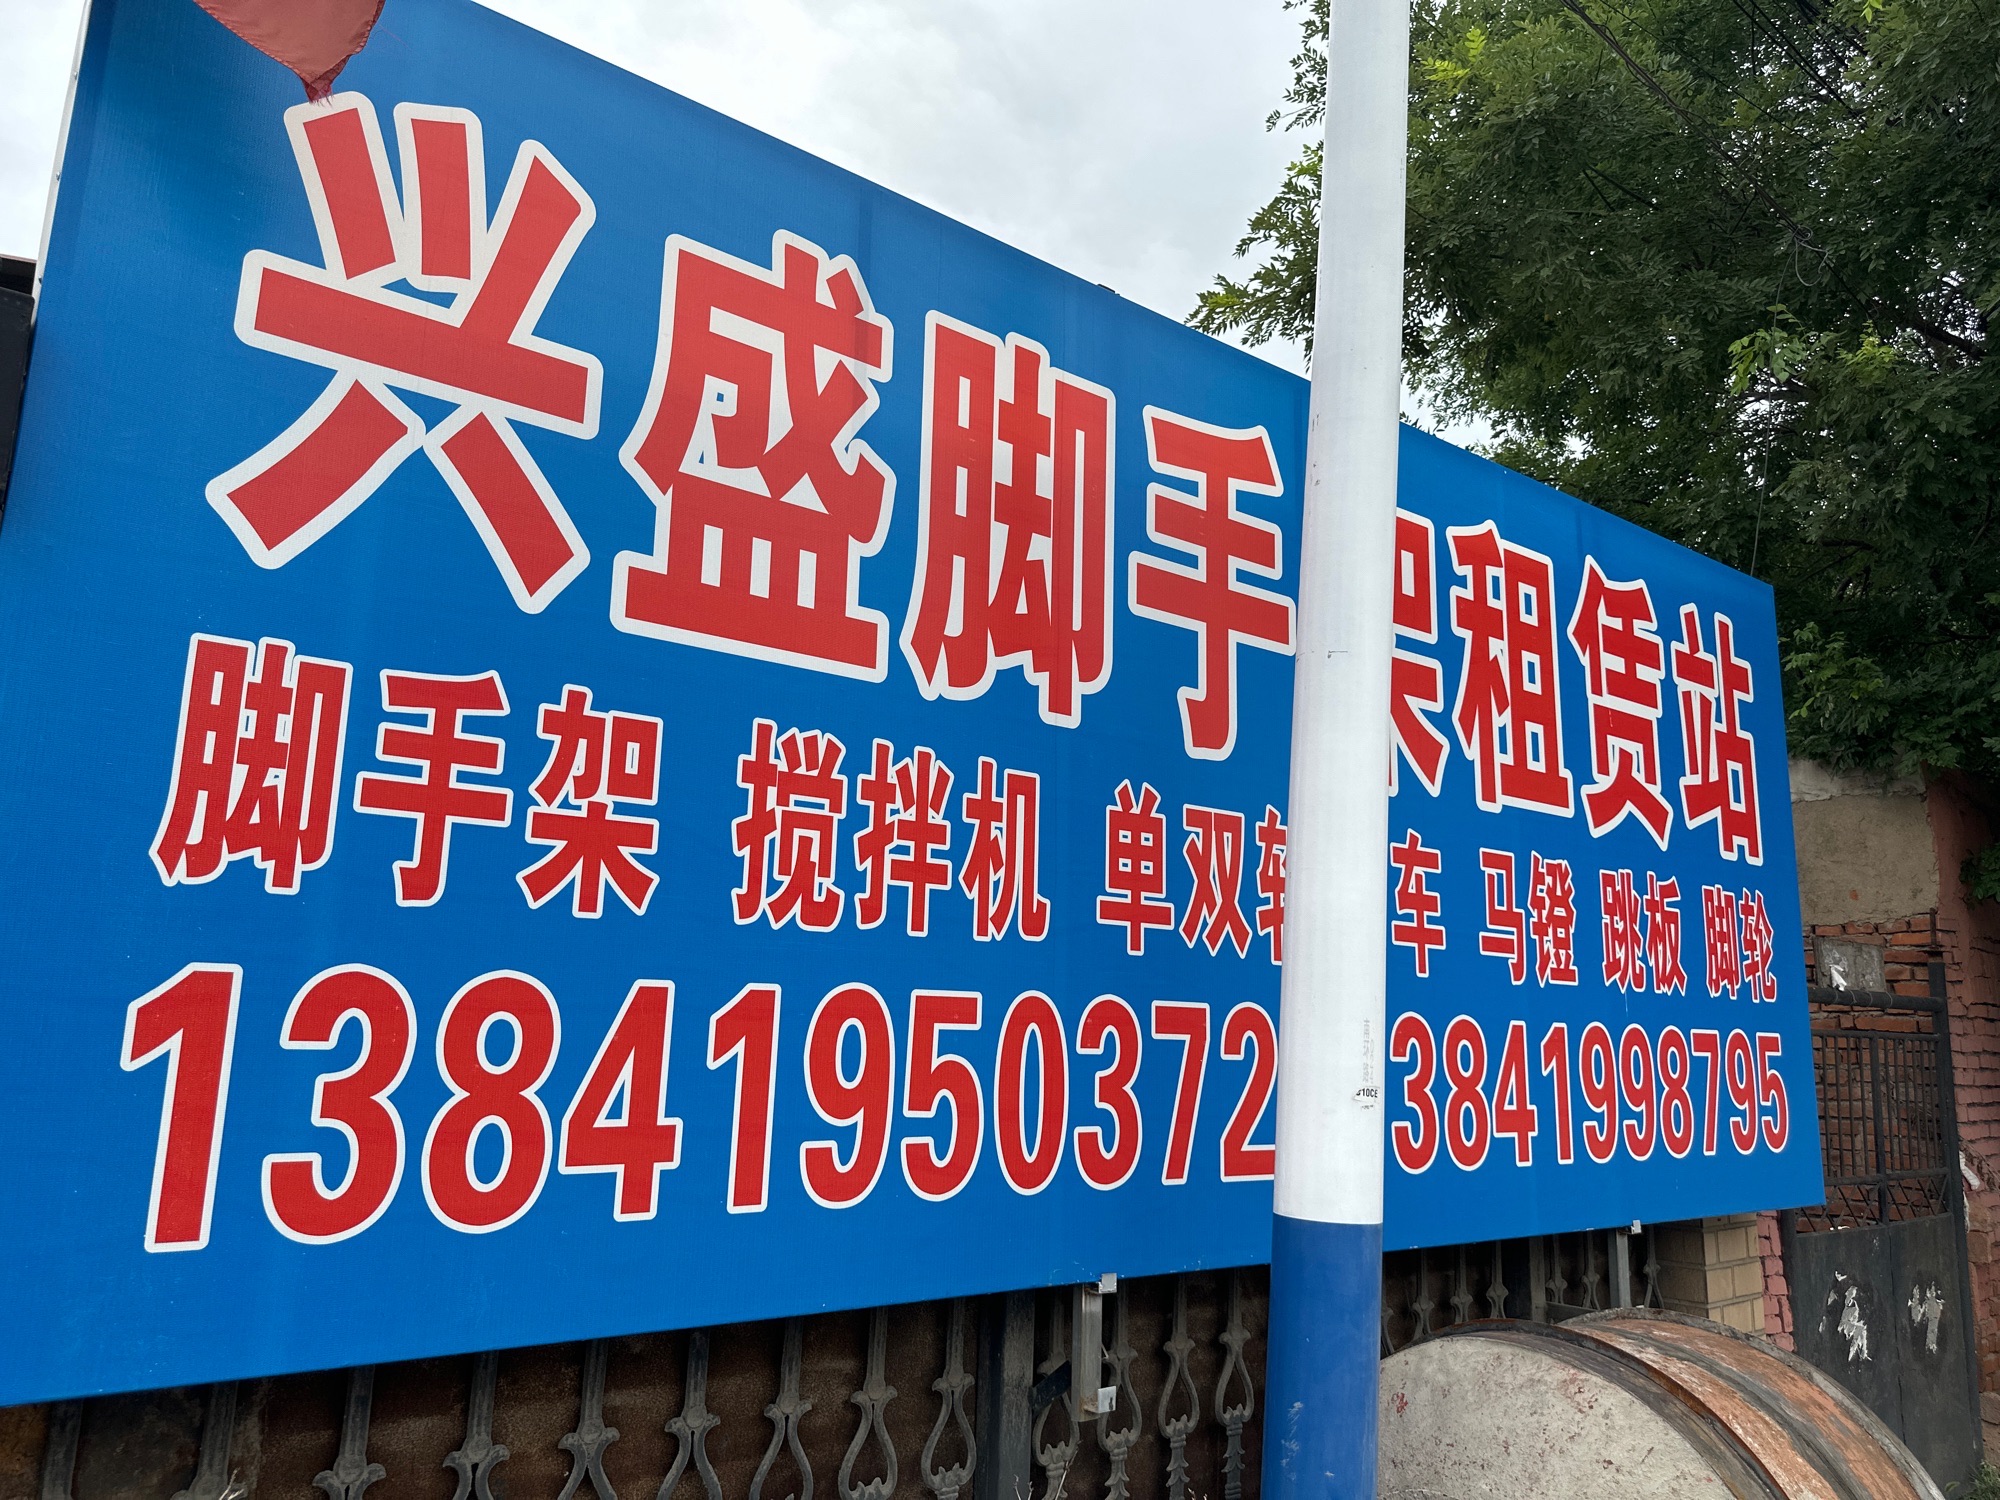 兴盛脚手架租赁站
脚手架 搅拌机 单双轮 车 马镫 跳板 脚轮
13841950372 3841998795